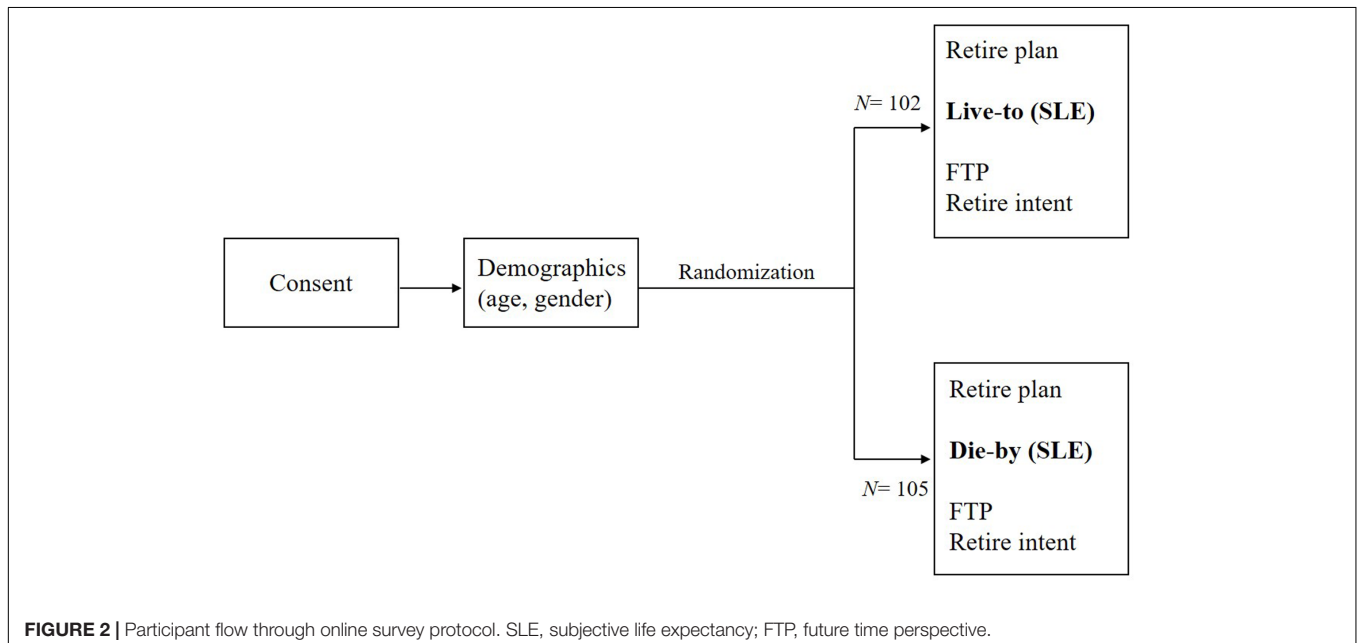 Consent
Demographics
(age, gender)
Randomization
N= 102
Retire plan
Live-to (SLE)
FTP
Retire intent
N= 105
Retire plan
Die-by (SLE)
FTP
Retire intent
FIGURE 2 | Participant flow through online survey protocol. SLE, subjective life expectancy; FTP, future time perspective.